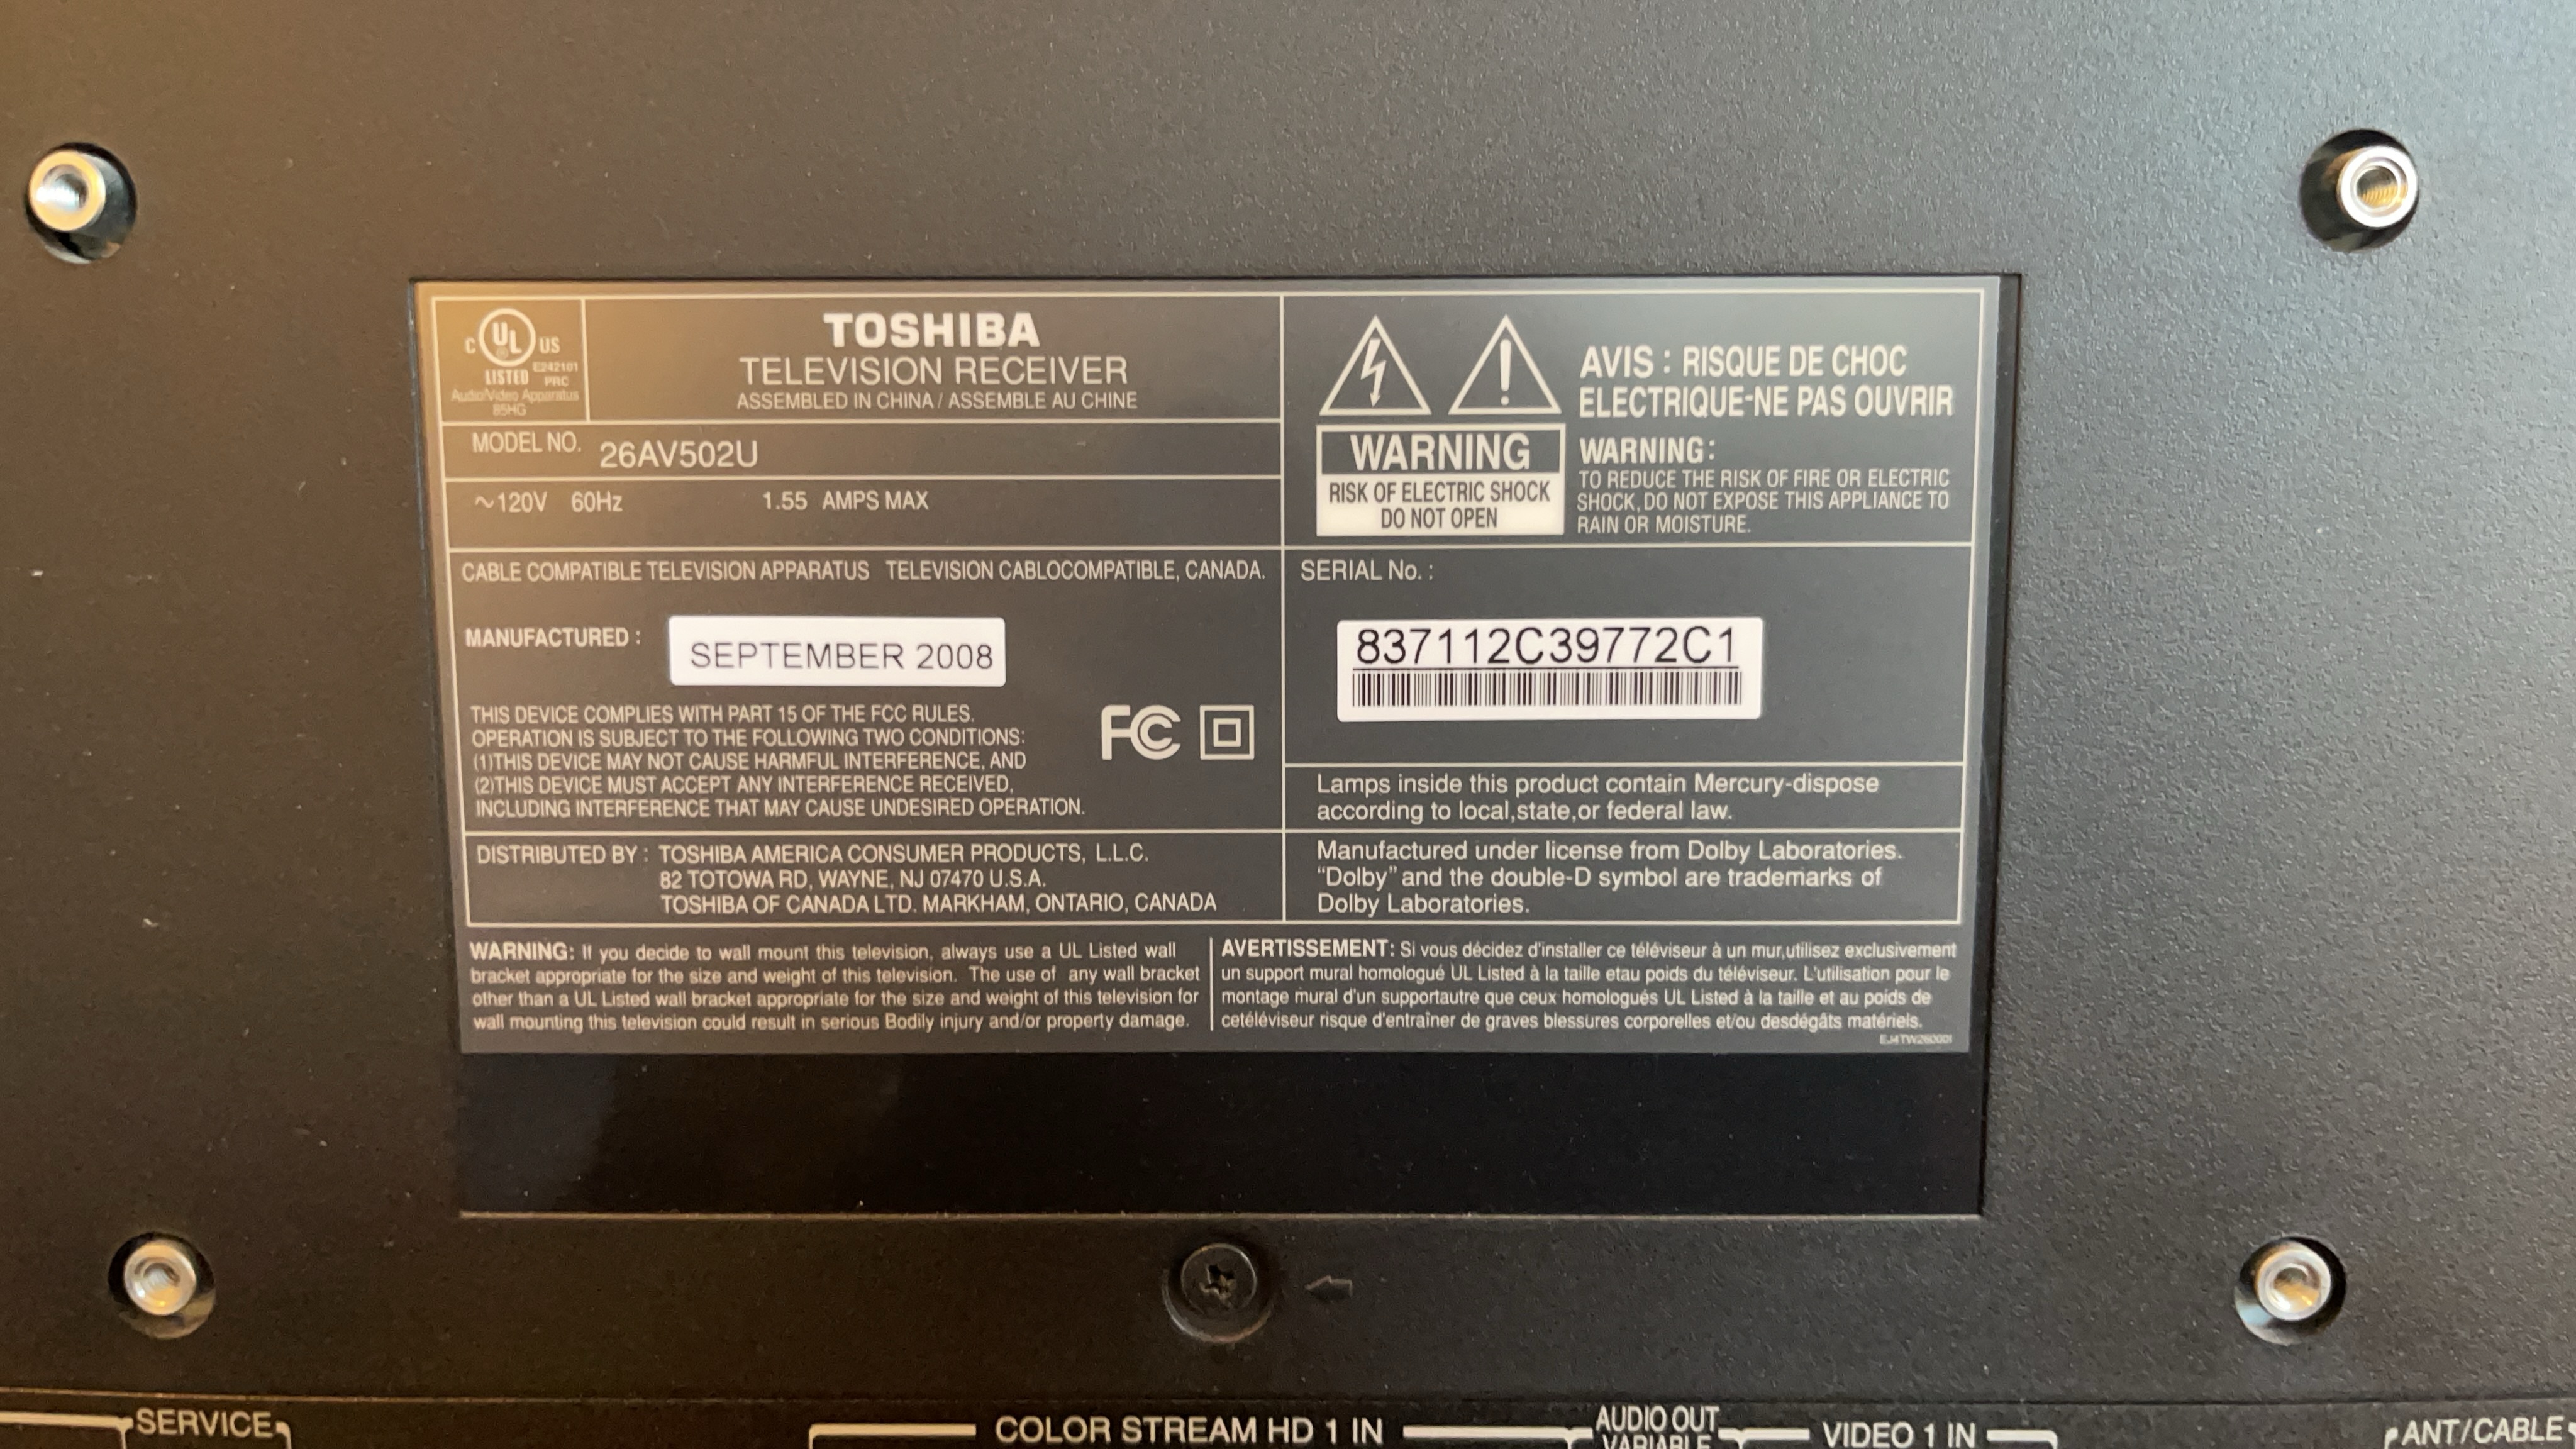 C UL US
LISTED E242101
PRC
Audio/Video Apparatus
85HG
TOSHIBA
TELEVISION RECEIVER
ASSEMBLED IN CHINA / ASSEMBLE AU CHINE
MODEL NO. 26AV502U
~120V 60Hz 1.55 AMPS MAX
CABLE COMPATIBLE TELEVISION APPARATUS TELEVISION CABLOCOMPATIBLE, CANADA.
MANUFACTURED : SEPTEMBER 2008
THIS DEVICE COMPLIES WITH PART 15 OF THE FCC RULES.
OPERATION IS SUBJECT TO THE FOLLOWING TWO CONDITIONS:
(1)THIS DEVICE MAY NOT CAUSE HARMFUL INTERFERENCE, AND
(2)THIS DEVICE MUST ACCEPT ANY INTERFERENCE RECEIVED,
INCLUDING INTERFERENCE THAT MAY CAUSE UNDESIRED OPERATION.
FC
DISTRIBUTED BY : TOSHIBA AMERICA CONSUMER PRODUCTS, L.L.C.
82 TOTOWA RD, WAYNE, NJ 07470 U.S.A.
TOSHIBA OF CANADA LTD. MARKHAM, ONTARIO, CANADA
WARNING
RISK OF ELECTRIC SHOCK
DO NOT OPEN
AVIS : RISQUE DE CHOC
ELECTRIQUE-NE PAS OUVRIR
WARNING:
TO REDUCE THE RISK OF FIRE OR ELECTRIC
SHOCK, DO NOT EXPOSE THIS APPLIANCE TO
RAIN OR MOISTURE.
SERIAL No. :
837112C39772C1
Lamps inside this product contain Mercury-dispose
according to local,state,or federal law.
Manufactured under license from Dolby Laboratories.
“Dolby” and the double-D symbol are trademarks of
Dolby Laboratories.
WARNING: If you decide to wall mount this television, always use a UL Listed wall
bracket appropriate for the size and weight of this television. The use of any wall bracket
other than a UL Listed wall bracket appropriate for the size and weight of this television for
wall mounting this television could result in serious Bodily injury and/or property damage.
AVERTISSEMENT: Si vous décidez d'installer ce téléviseur à un mur,utilisez exclusivement
un support mural homologué UL Listed à la taille etau poids du téléviseur. L'utilisation pour le
montage mural d'un supportautre que ceux homologués UL Listed à la taille et au poids de
cetéléviseur risque d'entraîner de graves blessures corporelles et/ou desdégâts matériels.
SERVICE
COLOR STREAM HD 1 IN
AUDIO OUT
VARIABLE
VIDEO 1 IN
ANT/CABLE